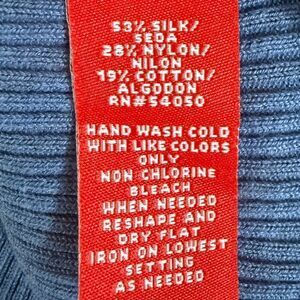 53% SILK/
SEDA
28% NYLON/
NILON
19% COTTON/
ALGODON
RN#54050
HAND WASH COLD
WITH LIKE COLORS
ONLY
NON CHLORINE
BLEACH
WHEN NEEDED
RESHAPE AND
DRY FLAT
IRON ON LOWEST
SETTING
AS NEEDED